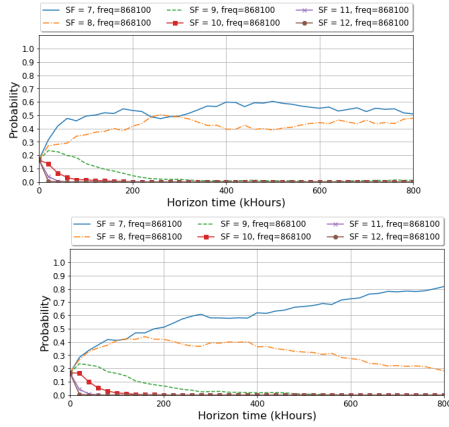 SF = 7, freq=868100 SF = 9, freq=868100 SF = 11, freq=868100
SF = 8, freq=868100 SF = 10, freq=868100 SF = 12, freq=868100
1.0
0.9
0.8
0.7
0.6
0.5
0.4
0.3
0.2
0.1
0.0
Probability
0 200 400 600 800
Horizon time (kHours)
SF = 7, freq=868100 SF = 9, freq=868100 SF = 11, freq=868100
SF = 8, freq=868100 SF = 10, freq=868100 SF = 12, freq=868100
1.0
0.9
0.8
0.7
0.6
0.5
0.4
0.3
0.2
0.1
0.0
Probability
0 200 400 600
Horizon time (kHours)